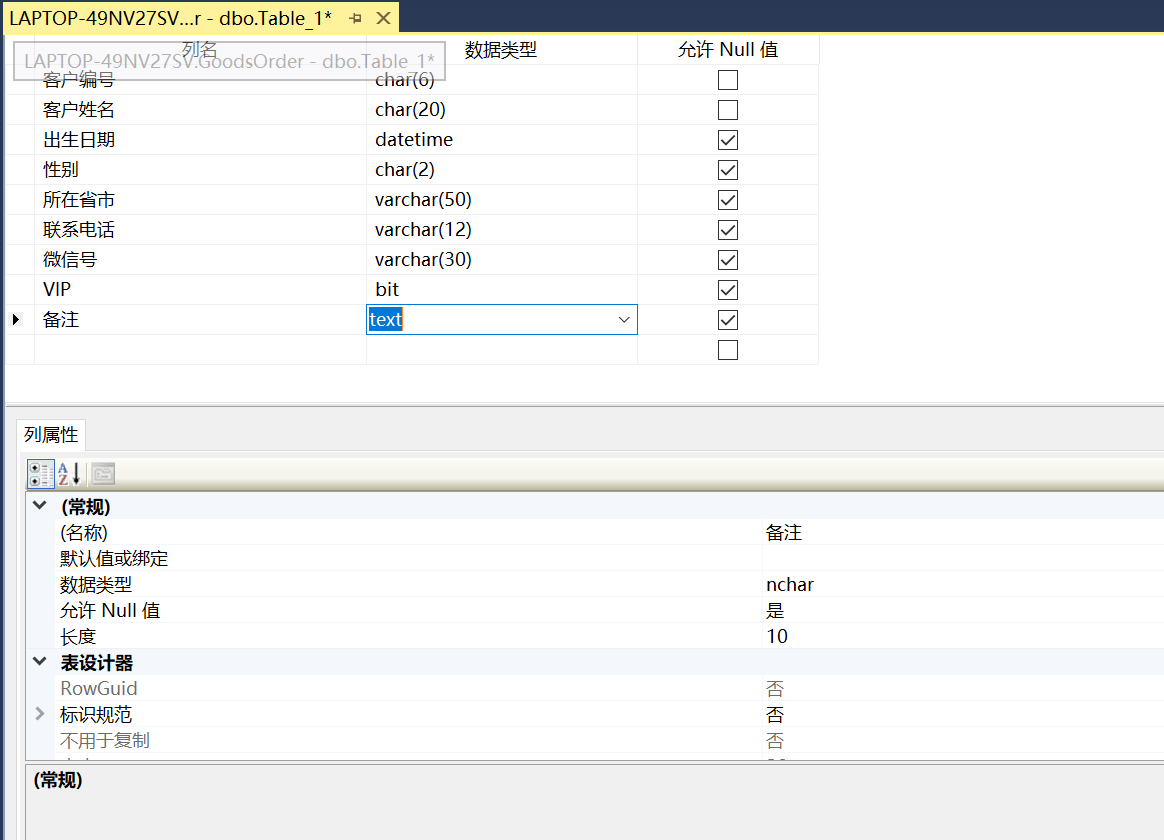 LAPTOP-49NV27SV...r - dbo.Table_1*
列名 数据类型 允许 Null 值
LAPTOP-49NV27SV.GoodsOrder - dbo.Table_1*
客户编号 char(6)
客户姓名 char(20)
出生日期 datetime
性别 char(2)
所在省市 varchar(50)
联系电话 varchar(12)
微信号 varchar(30)
VIP bit
备注 text
列属性
(常规)
(名称) 备注
默认值或绑定
数据类型 nchar
允许 Null 值 是
长度 10
表设计器
RowGuid 否
标识规范 否
不用于复制 否
(常规)